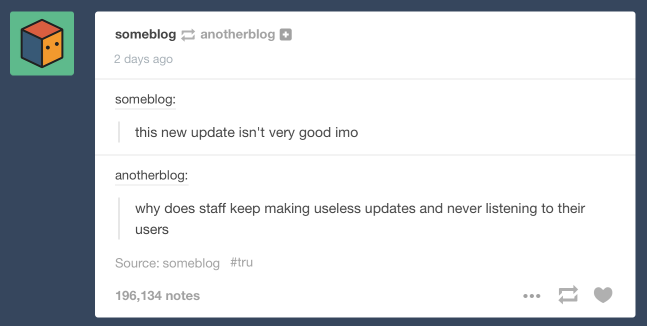 someblog anotherblog
2 days ago
someblog:
this new update isn't very good imo
anotherblog:
why does staff keep making useless updates and never listening to their
users
Source: someblog #tru
196,134 notes